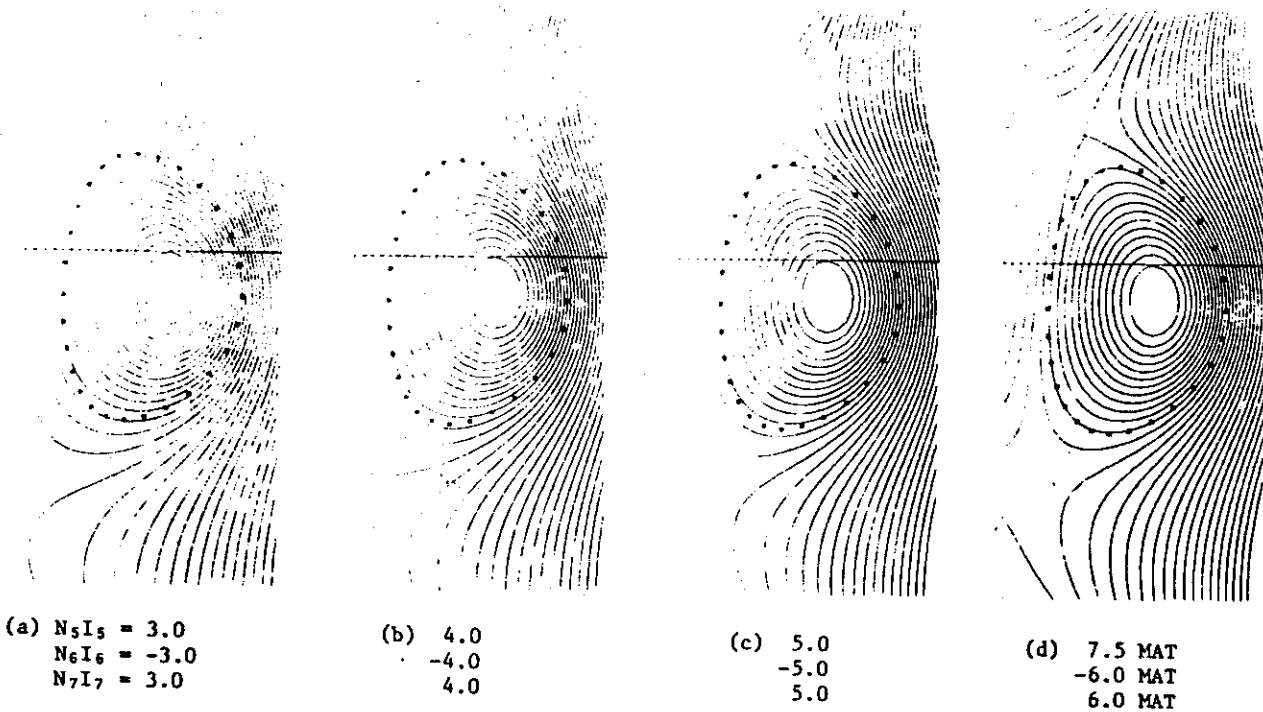 (a) N₅I₅ = 3.0
N₆I₆ = -3.0
N₇I₇ = 3.0
(b) 4.0
-4.0
4.0
(c) 5.0
-5.0
5.0
(d) 7.5 MAT
-6.0 MAT
6.0 MAT